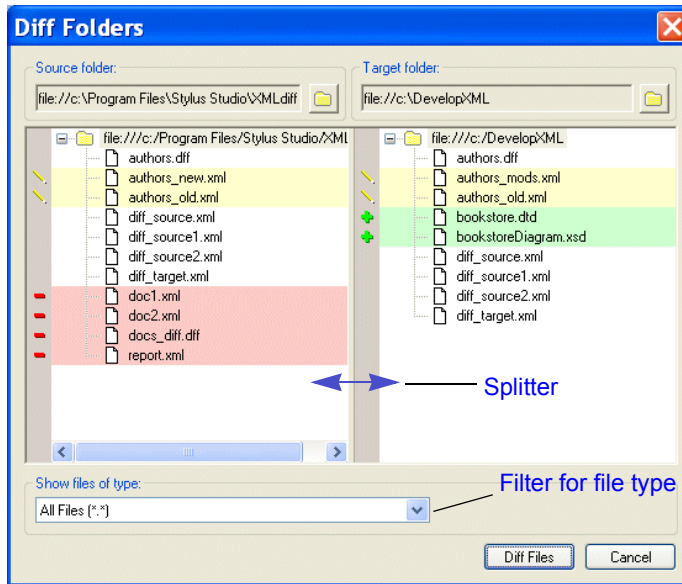 Diff Folders
Source folder:
Target folder:
file://c:\Program Files\Stylus Studio\XMLdiff
file://c:\DevelopXML
file:///c:/Program Files/Stylus Studio/XML
authors.dff
authors_new.xml
authors_old.xml
diff_source.xml
diff_source1.xml
diff_source2.xml
diff_target.xml
doc1.xml
doc2.xml
docs_diff.dff
report.xml
file:///c:/DevelopXML
authors.dff
authors_mods.xml
authors_old.xml
bookstore.dtd
bookstoreDiagram.xsd
diff_source.xml
diff_source1.xml
diff_source2.xml
diff_target.xml
Splitter
Show files of type:
Filter for file type
All Files (*.*)
Diff Files
Cancel